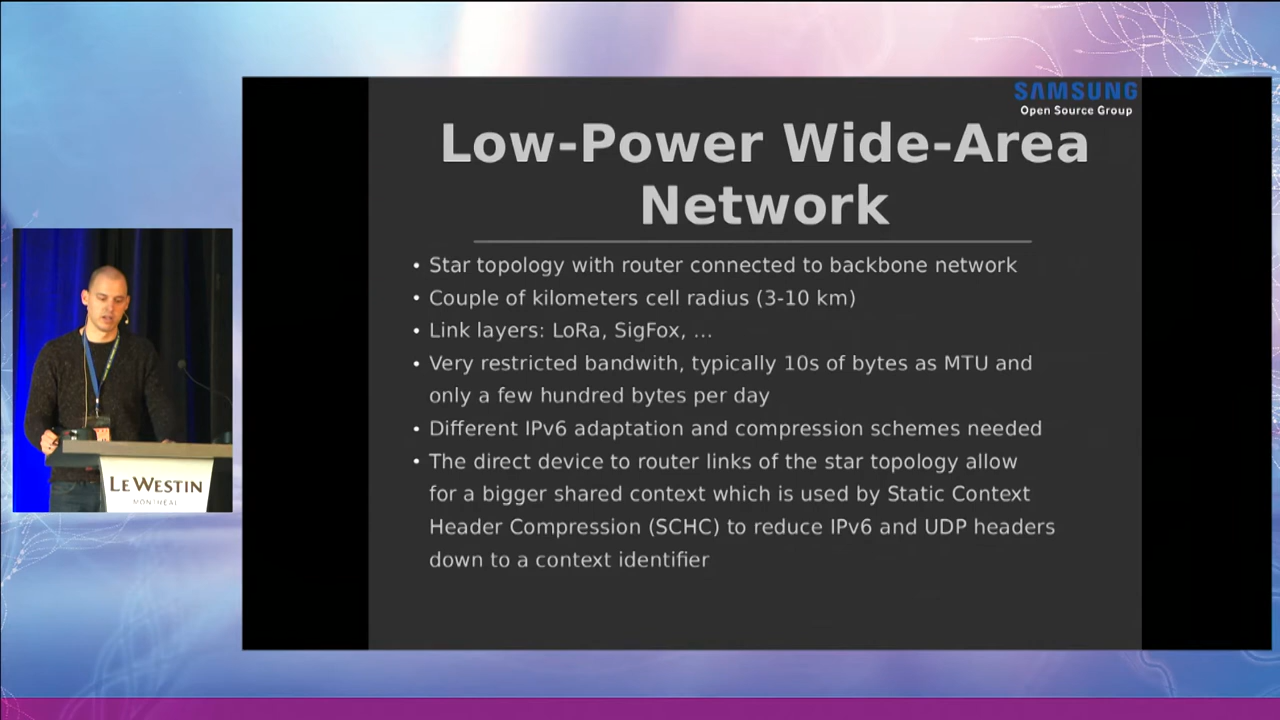 SAMSUNG
Open Source Group
Low-Power Wide-Area
Network
• Star topology with router connected to backbone network
• Couple of kilometers cell radius (3-10 km)
• Link layers: LoRa, SigFox, ...
• Very restricted bandwith, typically 10s of bytes as MTU and
only a few hundred bytes per day
• Different IPv6 adaptation and compression schemes needed
• The direct device to router links of the star topology allow
for a bigger shared context which is used by Static Context
Header Compression (SCHC) to reduce IPv6 and UDP headers
down to a context identifier
LE WESTIN
MONTRÉAL